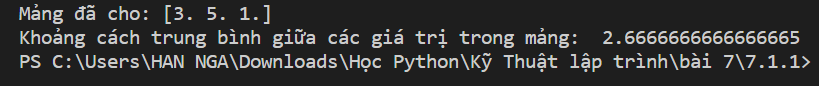 Mảng đã cho: [3. 5. 1.]
Khoảng cách trung bình giữa các giá trị trong mảng:  2.6666666666666665
PS C:\Users\HAN NGA\Downloads\Học Python\Kỹ Thuật lập trình\bài 7\7.1.1>